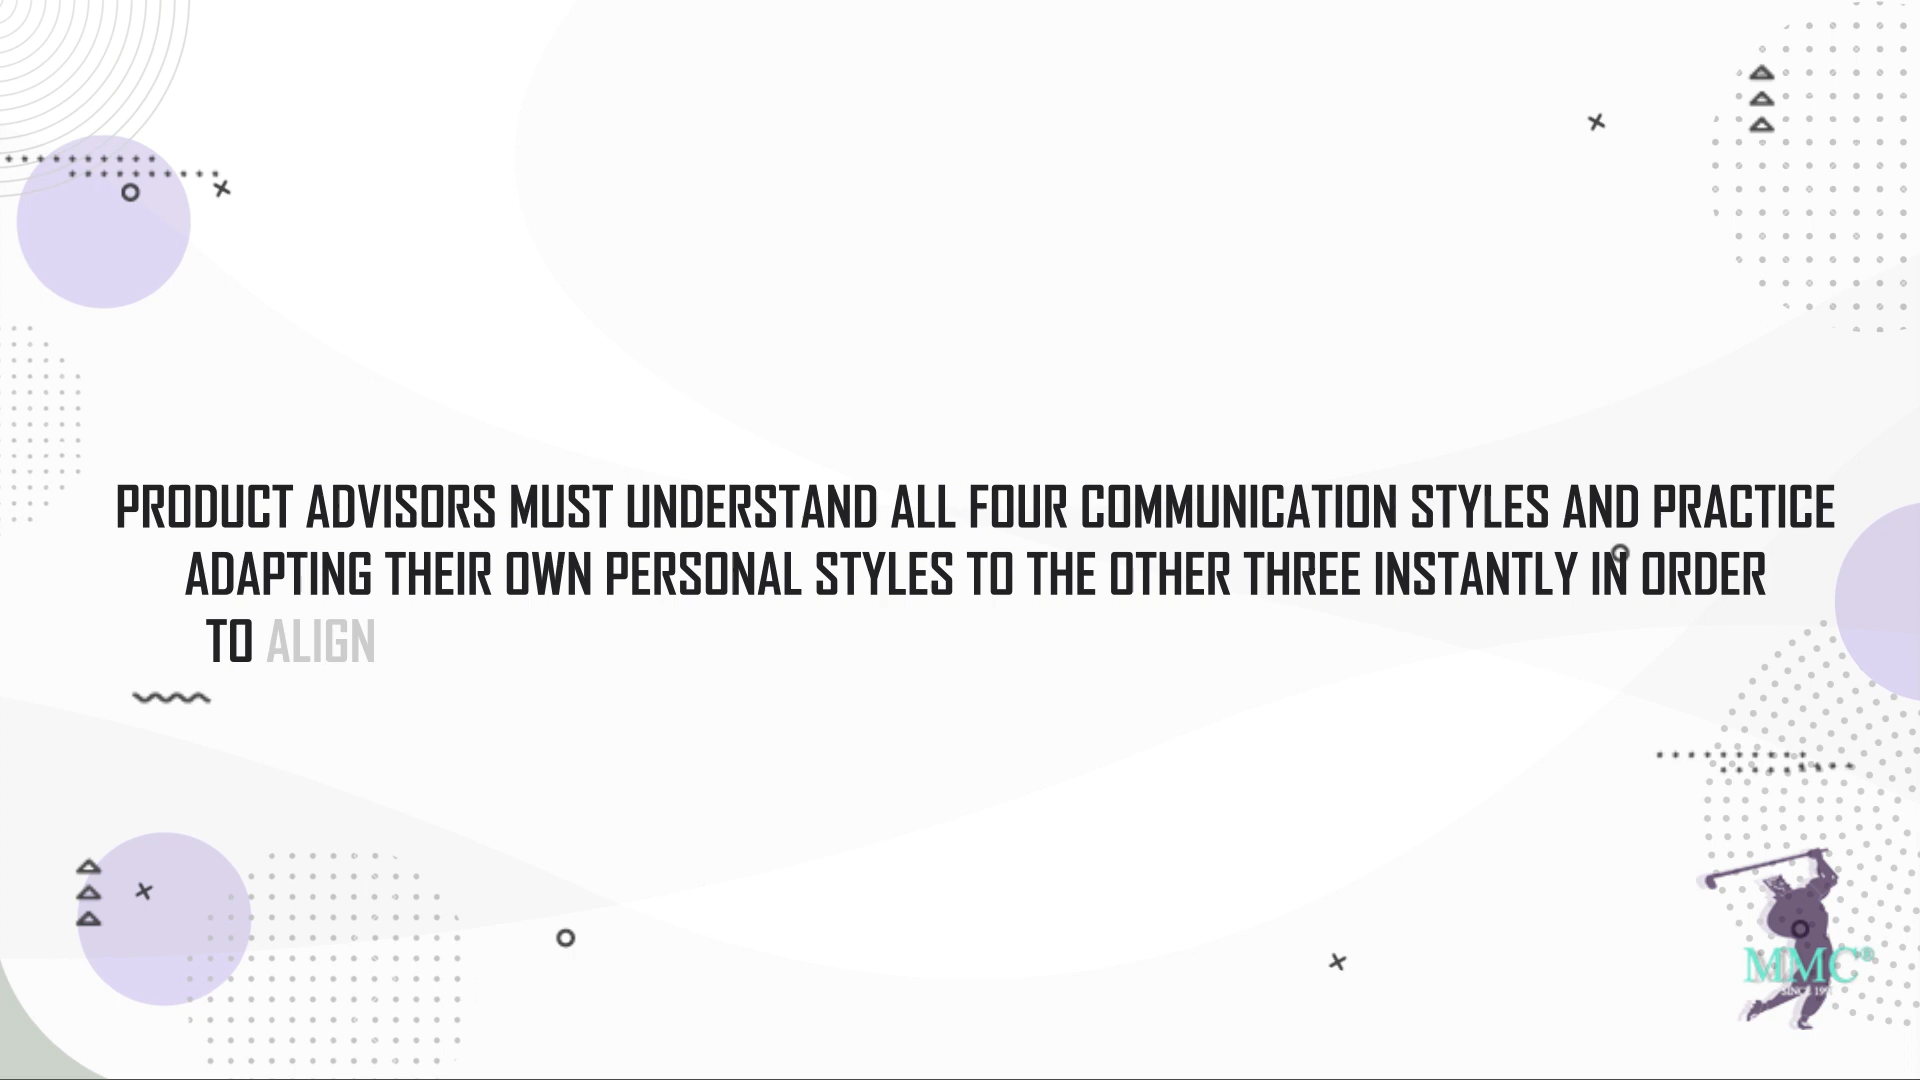 PRODUCT ADVISORS MUST UNDERSTAND ALL FOUR COMMUNICATION STYLES AND PRACTICE
ADAPTING THEIR OWN PERSONAL STYLES TO THE OTHER THREE INSTANTLY IN ORDER
TO ALIGN
MMC®
SINCE